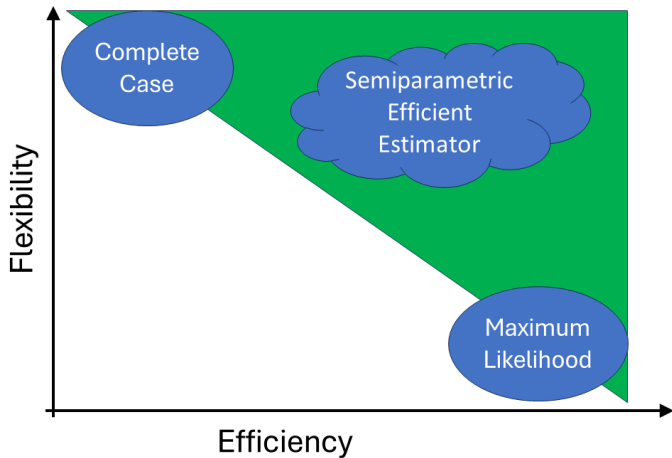 Complete
Case
Semiparametric
Efficient
Estimator
Flexibility
Maximum
Likelihood
Efficiency